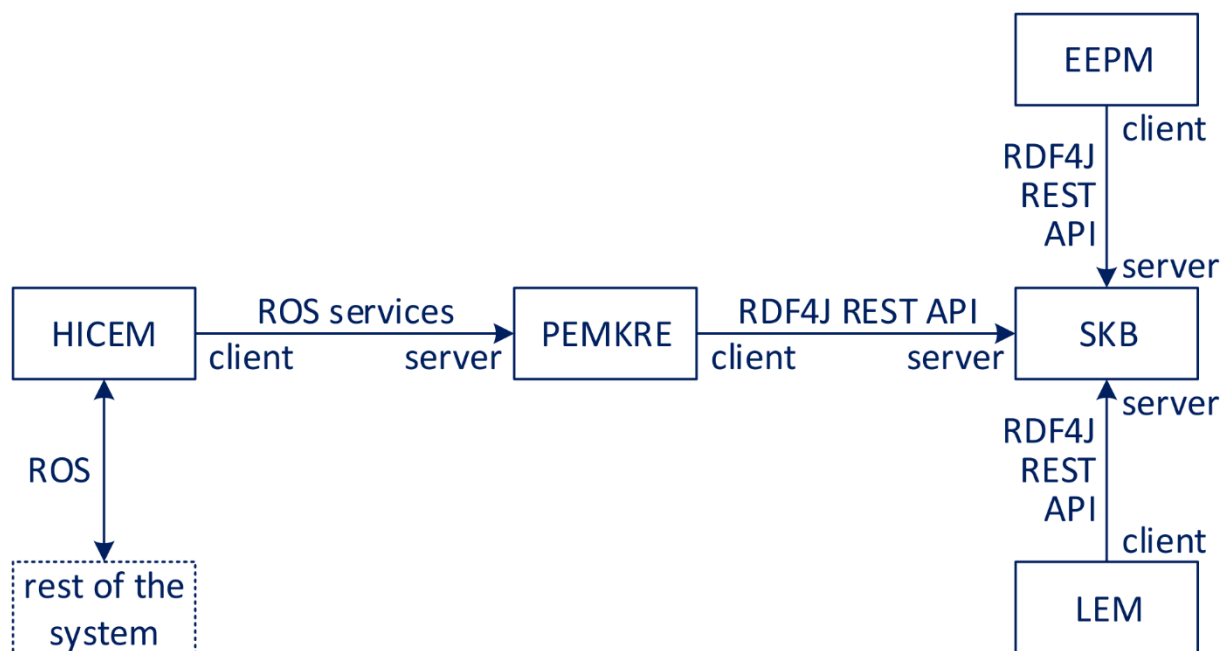 EEPM
client
RDF4J
REST
API
server
HICEM
ROS services
client
server
PEMKRE
RDF4J REST API
client
server
SKB
server
RDF4J
REST
API
client
LEM
ROS
rest of the
system